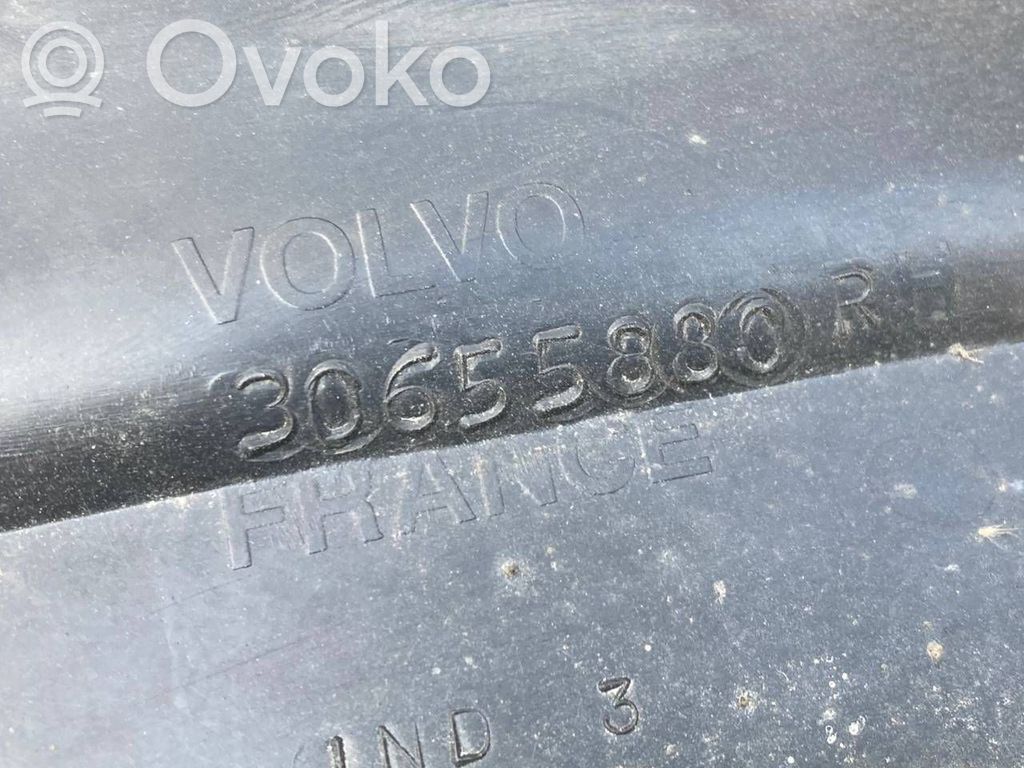 Ovoko
VOLVO
30655880 RH
FRANCE
IND 3